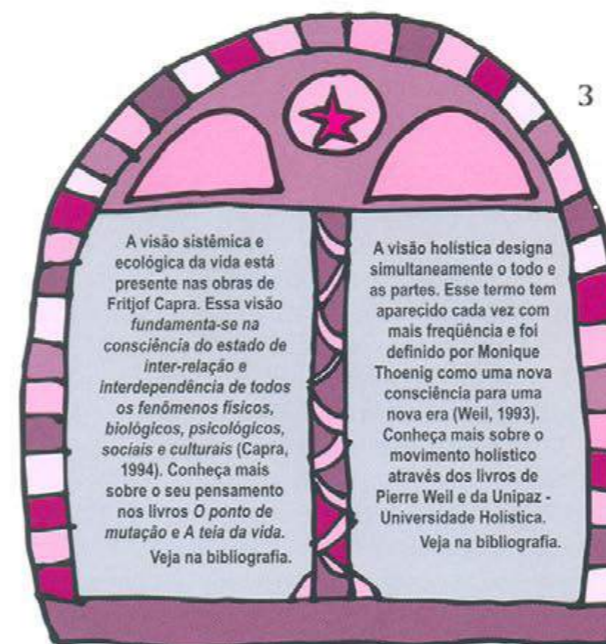 3
A visão sistêmica e
ecológica da vida está
presente nas obras de
Fritjof Capra. Essa visão
fundamenta-se na
consciência do estado de
inter-relação e
interdependência de todos
os fenômenos físicos,
biológicos, psicológicos,
sociais e culturais (Capra,
1994). Conheça mais
sobre o seu pensamento
nos livros O ponto de
mutação e A teia da vida.
Veja na bibliografia.
A visão holística designa
simultaneamente o todo e
as partes. Esse termo tem
aparecido cada vez com
mais freqüência e foi
definido por Monique
Thoenig como uma nova
consciência para uma
nova era (Weil, 1993).
Conheça mais sobre o
movimento holístico
através dos livros de
Pierre Weil e da Unipaz -
Universidade Holística.
Veja na bibliografia.